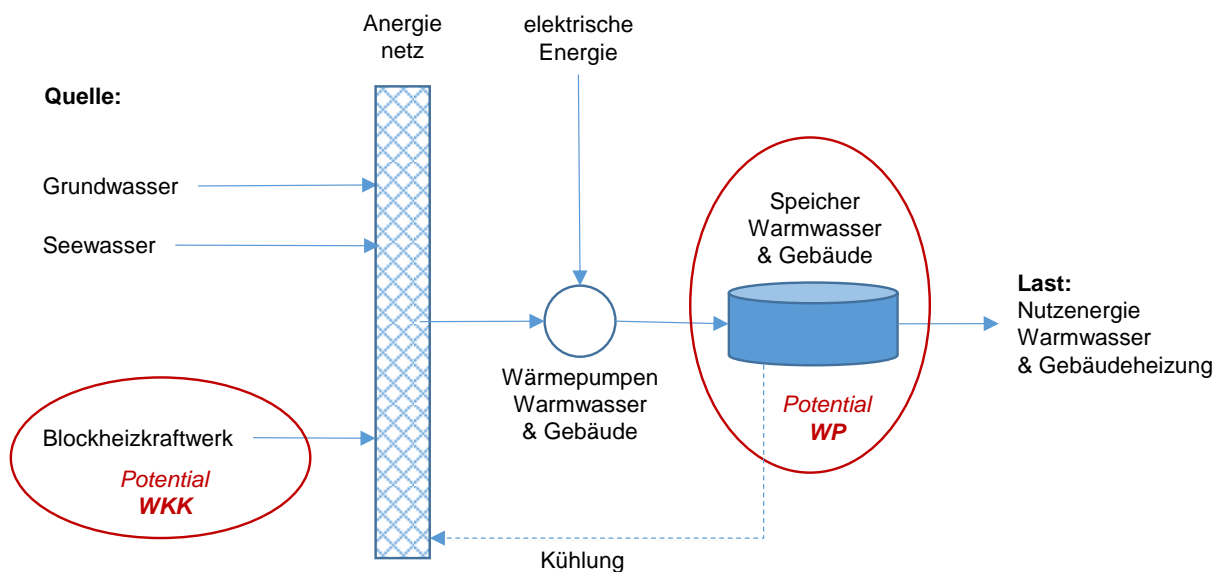 Anergie
netz
elektrische
Energie
Quelle:
Grundwasser
Seewasser
Blockheizkraftwerk
Potential
WKK
Wärmepumpen
Warmwasser
& Gebäude
Speicher
Warmwasser
& Gebäude
Potential
WP
Last:
Nutzenergie
Warmwasser
& Gebäudeheizung
Kühlung